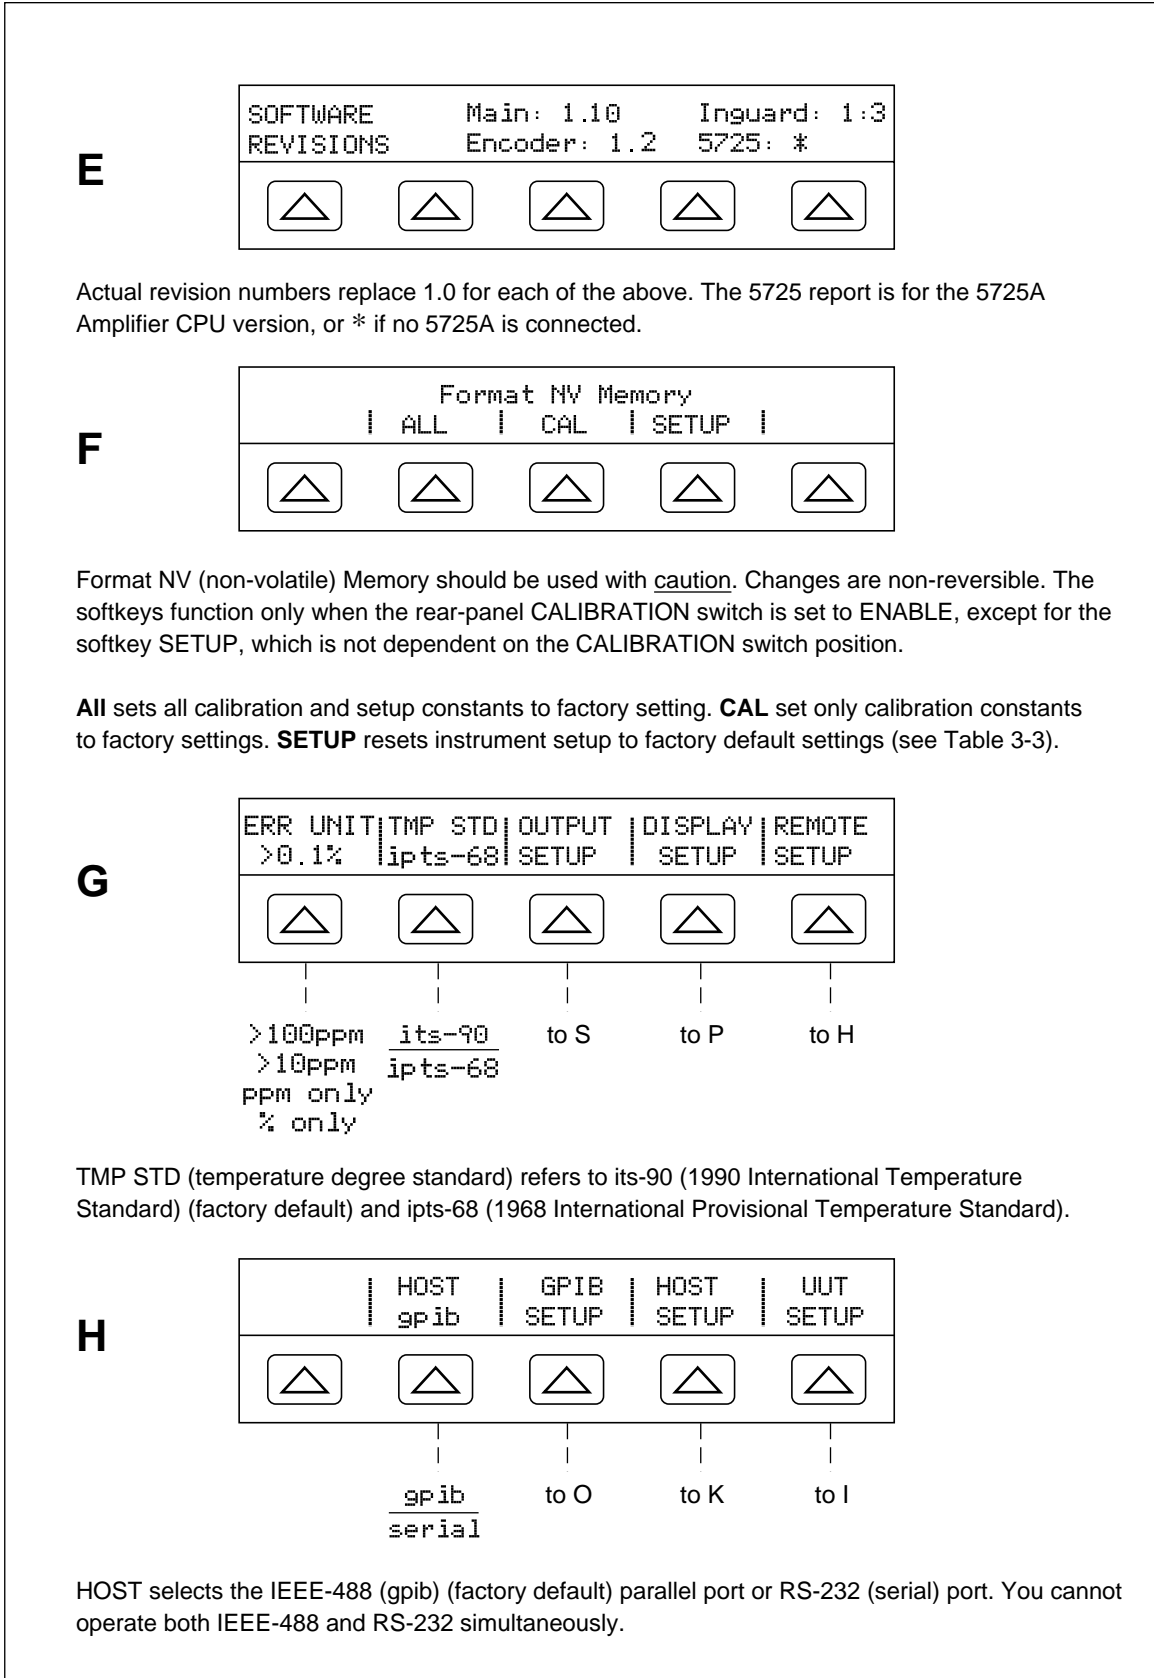 E
SOFTWARE Main: 1.10 Inguard: 1:3
REVISIONS Encoder: 1.2 5725: *
Actual revision numbers replace 1.0 for each of the above. The 5725 report is for the 5725A
Amplifier CPU version, or * if no 5725A is connected.
F
Format NV Memory
| ALL | CAL | SETUP |
Format NV (non-volatile) Memory should be used with caution. Changes are non-reversible. The
softkeys function only when the rear-panel CALIBRATION switch is set to ENABLE, except for the
softkey SETUP, which is not dependent on the CALIBRATION switch position.
All sets all calibration and setup constants to factory setting. CAL set only calibration constants
to factory settings. SETUP resets instrument setup to factory default settings (see Table 3-3).
G
ERR UNIT|TMP STD|OUTPUT |DISPLAY|REMOTE
>0.1% |ipts-68|SETUP | SETUP |SETUP
>100ppm its-90 to S to P to H
>10ppm ipts-68
ppm only
% only
TMP STD (temperature degree standard) refers to its-90 (1990 International Temperature
Standard) (factory default) and ipts-68 (1968 International Provisional Temperature Standard).
H
| HOST | GPIB | HOST | UUT
| gpib | SETUP | SETUP | SETUP
gpib to O to K to I
serial
HOST selects the IEEE-488 (gpib) (factory default) parallel port or RS-232 (serial) port. You cannot
operate both IEEE-488 and RS-232 simultaneously.